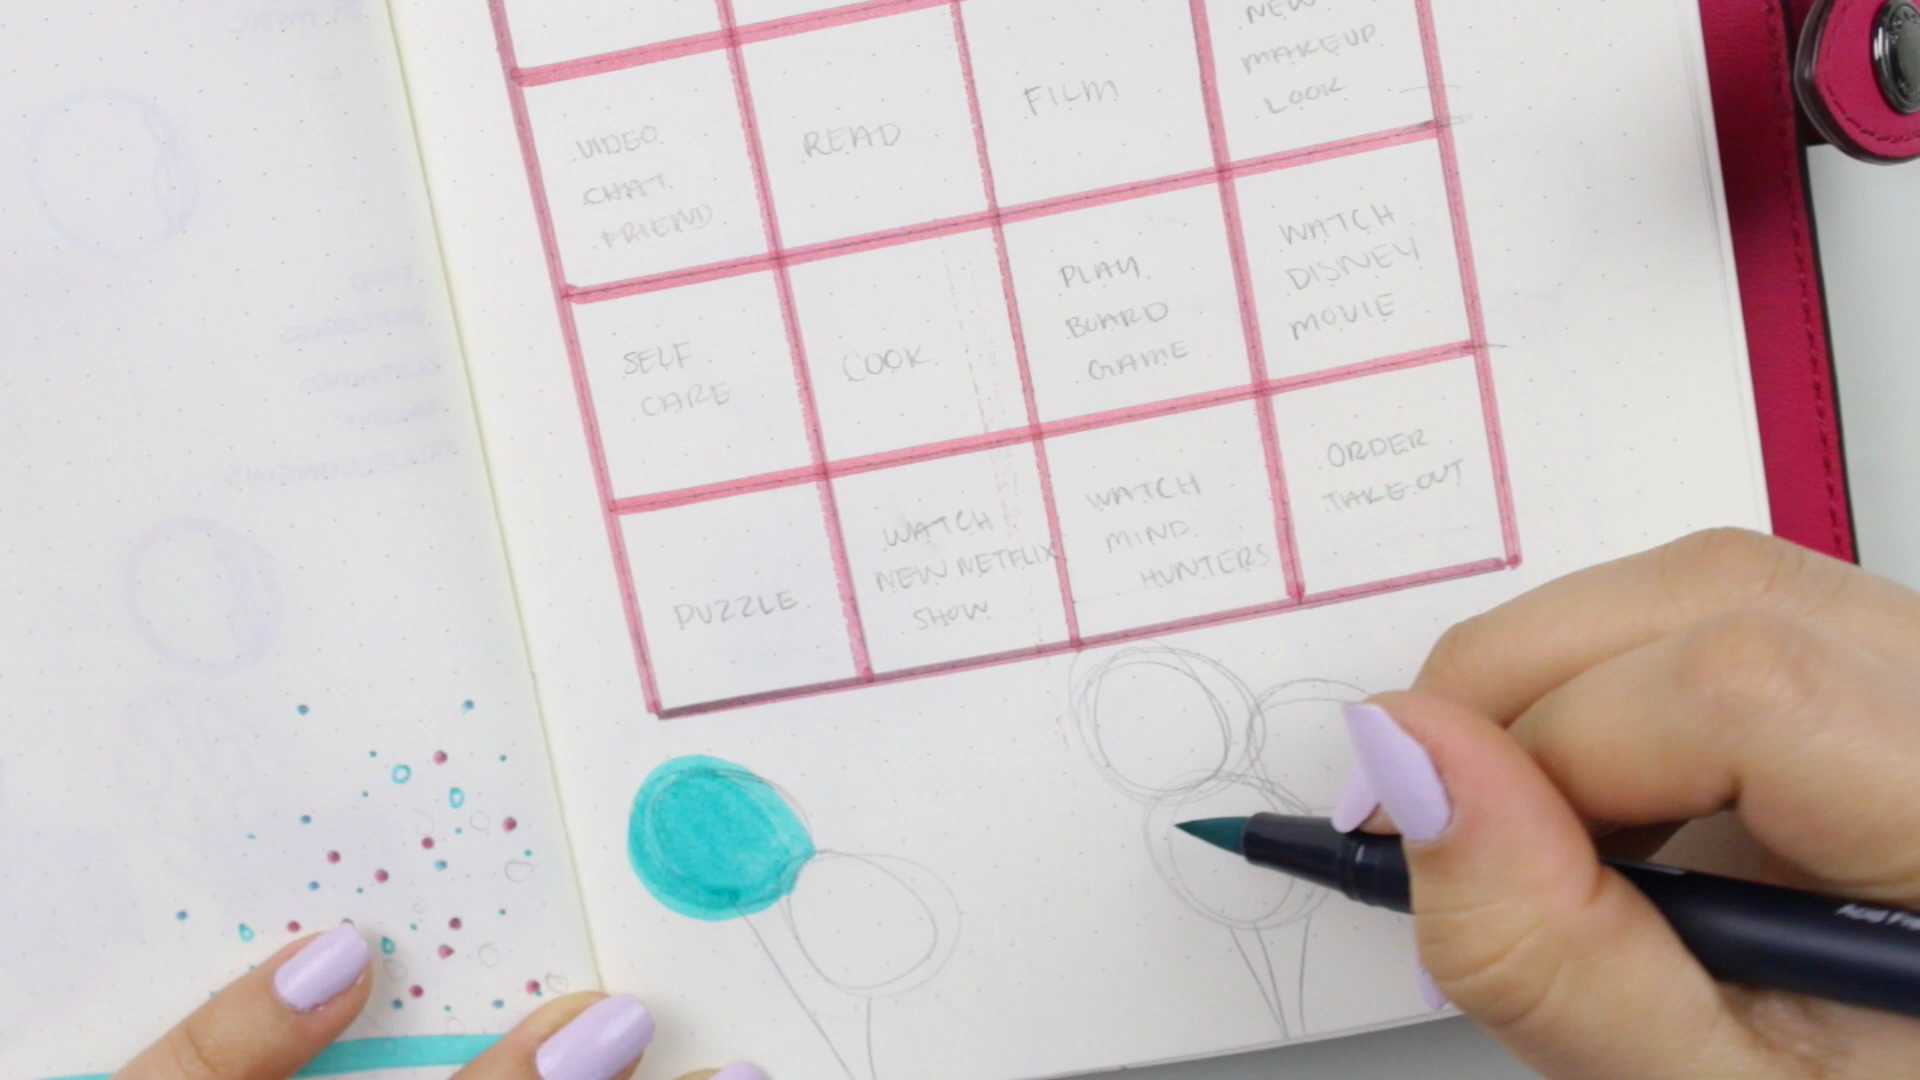 NEW
MAKEUP
LOOK
VIDEO
CHAT
FRIEND
READ
FILM
SELF
CARE
COOK
PLAY
BOARD
GAME
WATCH
DISNEY
MOVIE
PUZZLE
WATCH
NEW NETFLIX
SHOW
WATCH
MIND
HUNTERS
ORDER
TAKE OUT